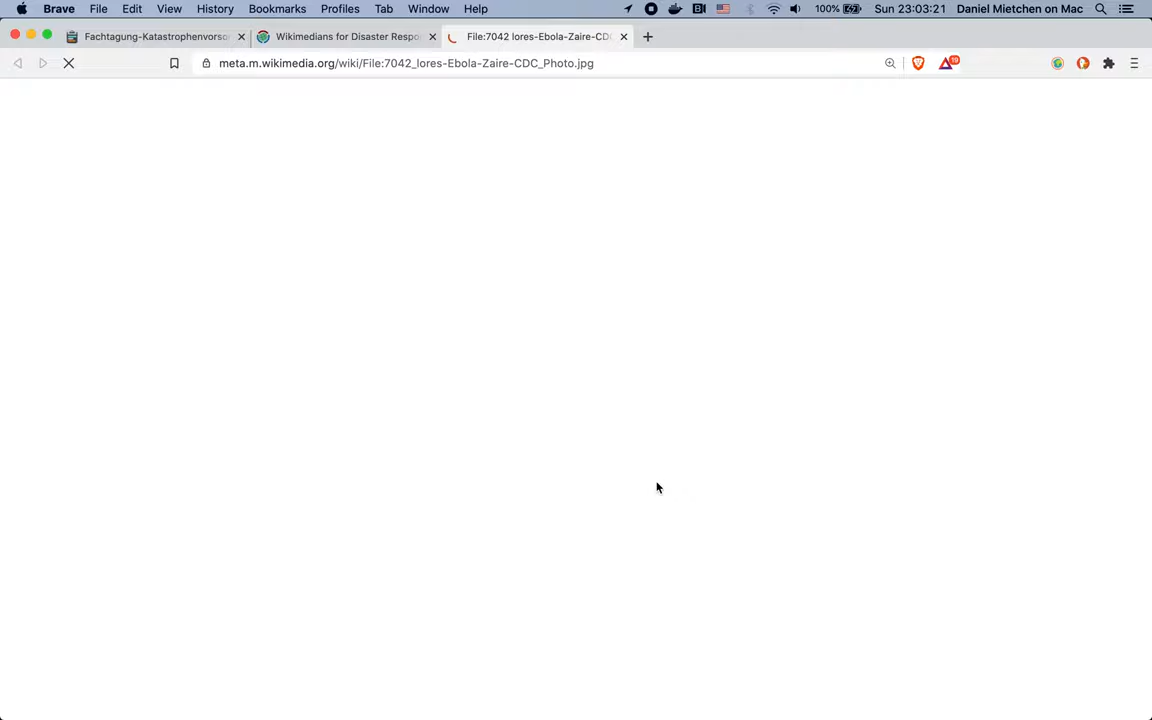 Brave File Edit View History Bookmarks Profiles Tab Window Help 100% Sun 23:03:21 Daniel Mietchen on Mac
Fachtagung-Katastrophenvorso Wikimedians for Disaster Respo File:7042 lores-Ebola-Zaire-CDC
meta.m.wikimedia.org/wiki/File:7042_lores-Ebola-Zaire-CDC_Photo.jpg 19